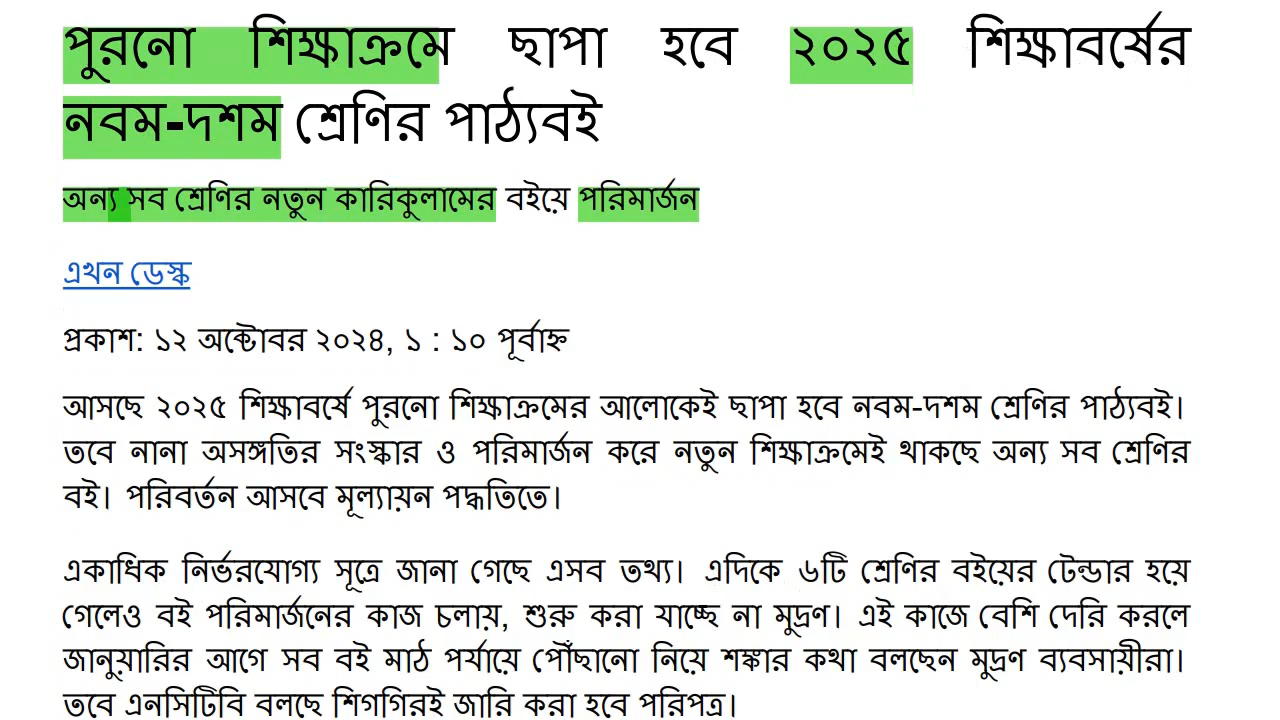 পুরনো শিক্ষাক্রমে ছাপা হবে ২০২৫ শিক্ষাবর্ষের
নবম-দশম শ্রেণির পাঠ্যবই
অন্য সব শ্রেণির নতুন কারিকুলামের বইয়ে পরিমার্জন
এখন ডেস্ক
প্রকাশ: ১২ অক্টোবর ২০২৪, ১ : ১০ পূর্বাহ্ন
আসছে ২০২৫ শিক্ষাবর্ষে পুরনো শিক্ষাক্রমের আলোকেই ছাপা হবে নবম-দশম শ্রেণির পাঠ্যবই।
তবে নানা অসঙ্গতির সংস্কার ও পরিমার্জন করে নতুন শিক্ষাক্রমেই থাকছে অন্য সব শ্রেণির
বই। পরিবর্তন আসবে মূল্যায়ন পদ্ধতিতে।
একাধিক নির্ভরযোগ্য সূত্রে জানা গেছে এসব তথ্য। এদিকে ৬টি শ্রেণির বইয়ের টেন্ডার হয়ে
গেলেও বই পরিমার্জনের কাজ চলায়, শুরু করা যাচ্ছে না মুদ্রণ। এই কাজে বেশি দেরি করলে
জানুয়ারির আগে সব বই মাঠ পর্যায়ে পৌঁছানো নিয়ে শঙ্কার কথা বলছেন মুদ্রণ ব্যবসায়ীরা।
তবে এনসিটিবি বলছে শিগগিরই জারি করা হবে পরিপত্র।